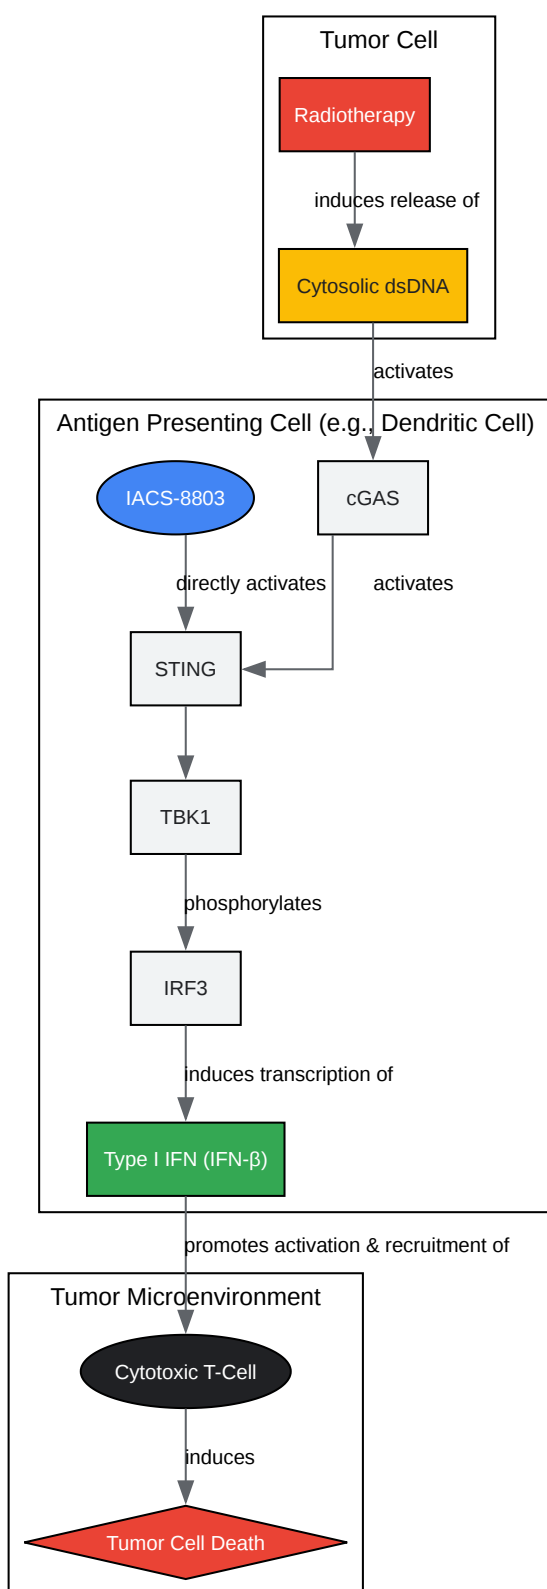 Tumor Cell
Radiotherapy
induces release of
Cytosolic dsDNA
activates
Antigen Presenting Cell (e.g., Dendritic Cell)
IACS-8803
cGAS
directly activates
activates
STING
TBK1
phosphorylates
IRF3
induces transcription of
Type I IFN (IFN-β)
promotes activation & recruitment of
Tumor Microenvironment
Cytotoxic T-Cell
induces
Tumor Cell Death